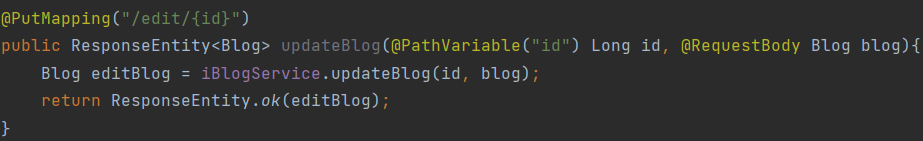 @PutMapping("/edit/{id}")
public ResponseEntity<Blog> updateBlog(@PathVariable("id") Long id, @RequestBody Blog blog){
    Blog editBlog = iBlogService.updateBlog(id, blog);
    return ResponseEntity.ok(editBlog);
}